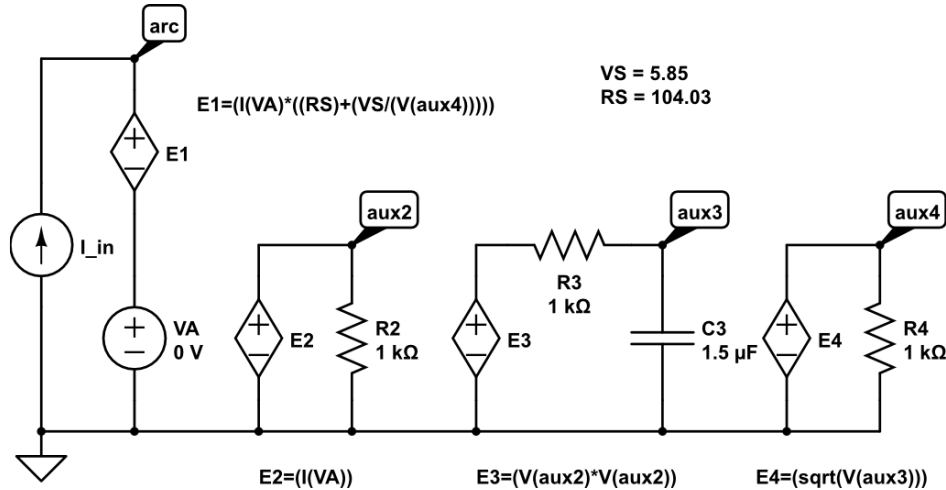 arc
VS = 5.85
RS = 104.03
E1=(I(VA)*((RS)+(VS/(V(aux4)))))
E1
aux2
aux3
aux4
I_in
R3
1 kΩ
VA
0 V
E2
R2
1 kΩ
E3
C3
1.5 μF
E4
R4
1 kΩ
E2=(I(VA))
E3=(V(aux2)*V(aux2))
E4=(sqrt(V(aux3)))